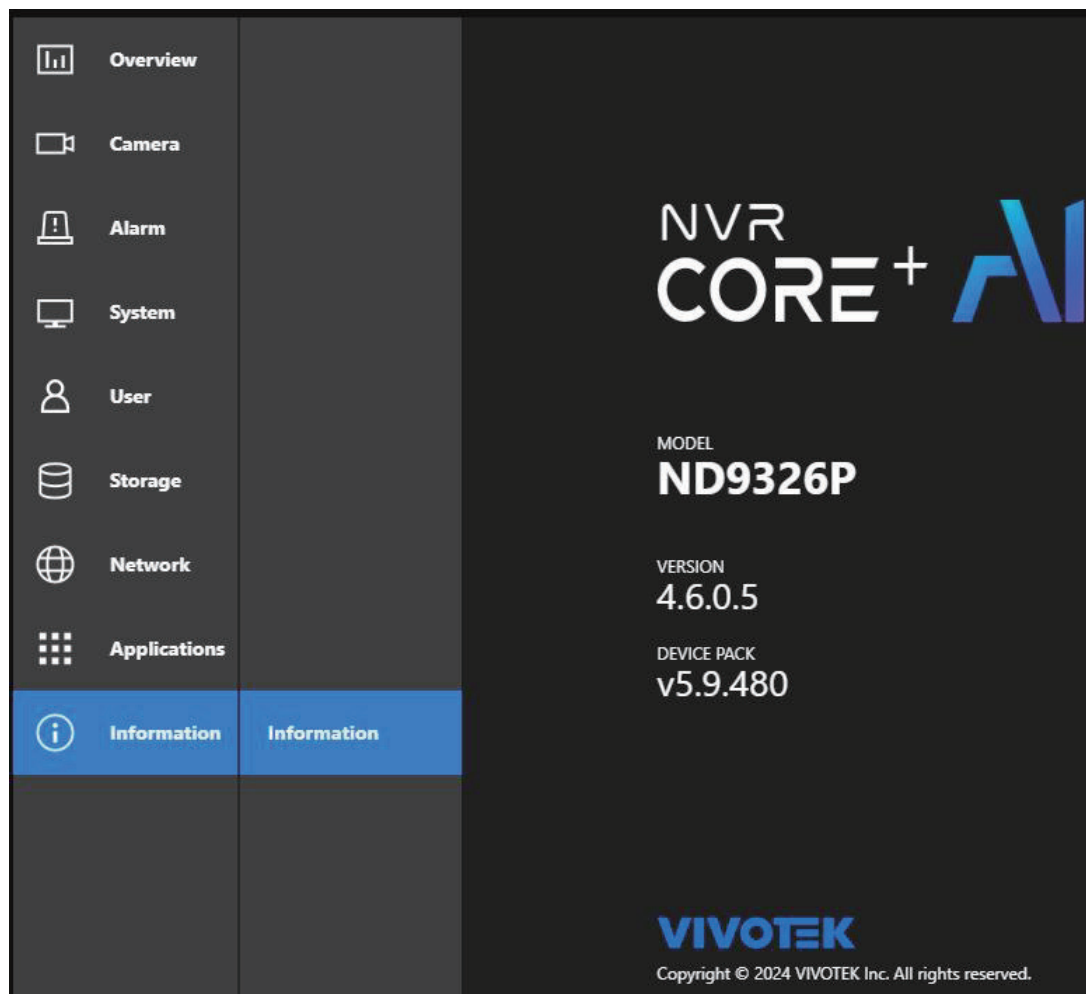 Overview
Camera
Alarm
System
User
Storage
Network
Applications
Information
Information
NVR
CORE+ AI
MODEL
ND9326P
VERSION
4.6.0.5
DEVICE PACK
v5.9.480
VIVOTEK
Copyright © 2024 VIVOTEK Inc. All rights reserved.